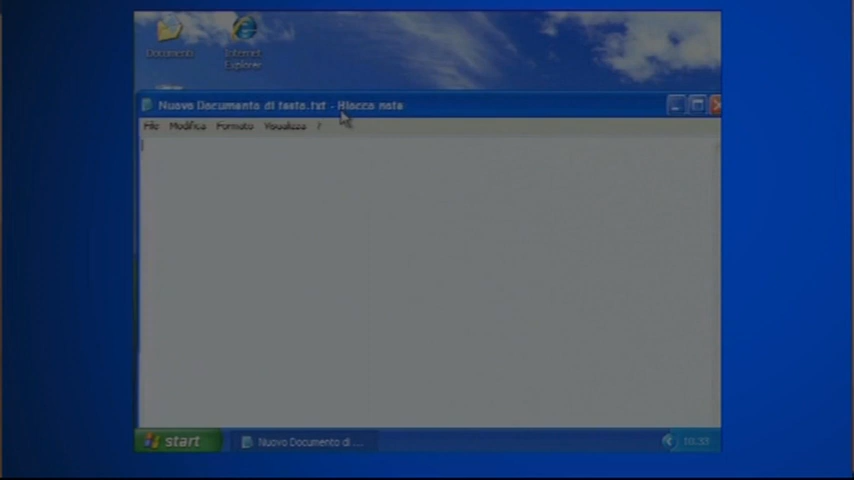 Documenti
Internet
Explorer
Nuovo Documento di testo.txt - Blocco note
File Modifica Formato Visualizza ?
start
Nuovo Documento di ...
10:33